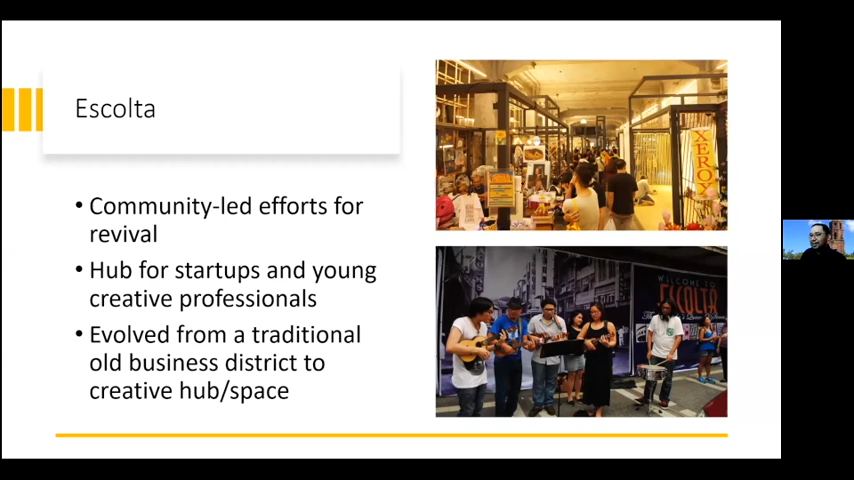 Escolta
• Community-led efforts for
revival
• Hub for startups and young
creative professionals
• Evolved from a traditional
old business district to
creative hub/space
XEROX
WELCOME TO
ESCOLTA